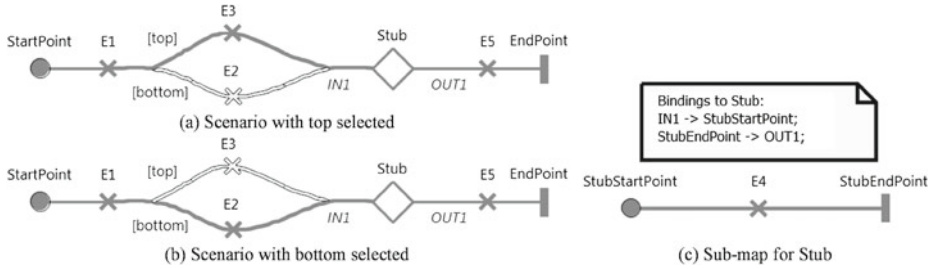 E3
StartPoint E1 [top] Stub E5 EndPoint
E2
[bottom] IN1 OUT1
(a) Scenario with top selected
E3
StartPoint E1 [top] Stub E5 EndPoint
E2
[bottom] IN1 OUT1
(b) Scenario with bottom selected
Bindings to Stub:
IN1 -> StubStartPoint;
StubEndPoint -> OUT1;
StubStartPoint E4 StubEndPoint
(c) Sub-map for Stub